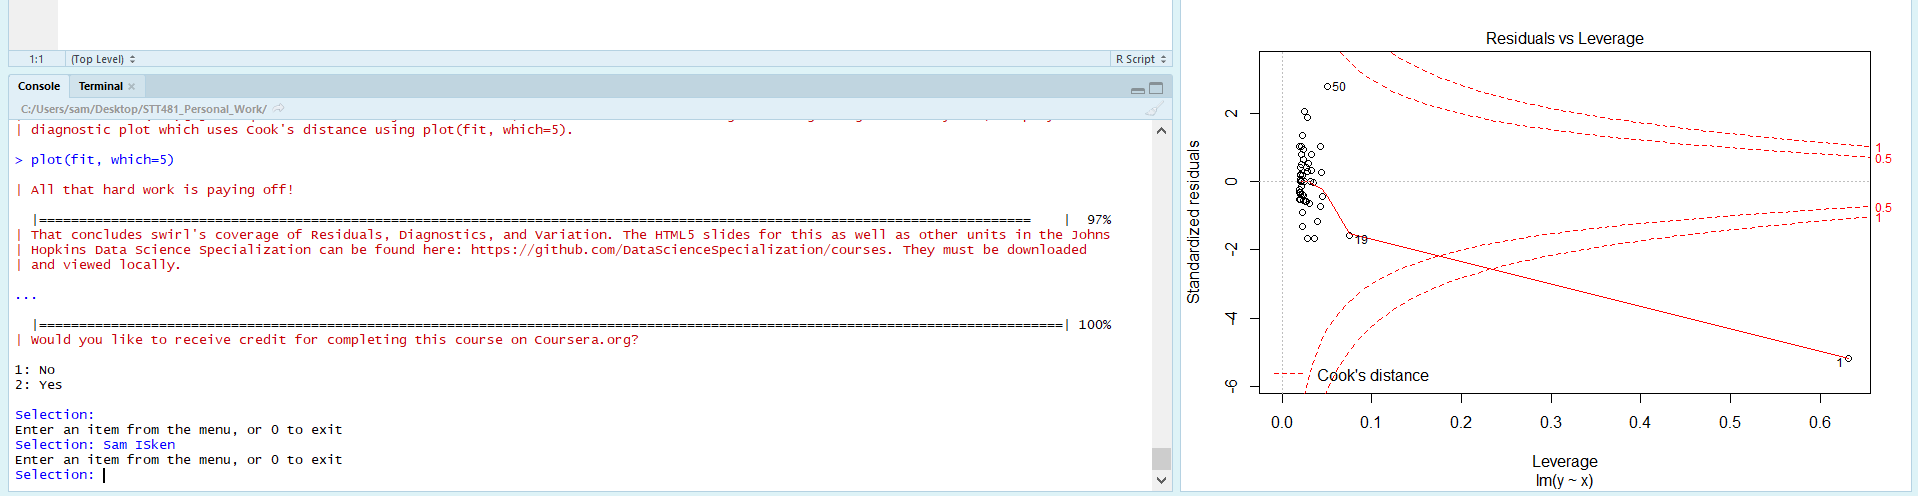 1:1 (Top Level) R Script
Console Terminal
C:/Users/sam/Desktop/STT481_Personal_Work/
| diagnostic plot which uses Cook's distance using plot(fit, which=5).
> plot(fit, which=5)
| All that hard work is paying off!
|==============================================================================================================================     |  97%
| That concludes swirl's coverage of Residuals, Diagnostics, and Variation. The HTML5 slides for this as well as other units in the Johns
| Hopkins Data Science Specialization can be found here: https://github.com/DataScienceSpecialization/courses. They must be downloaded
| and viewed locally.
...
|==================================================================================================================================| 100%
| Would you like to receive credit for completing this course on Coursera.org?
1: No
2: Yes
Selection:
Enter an item from the menu, or 0 to exit
Selection: Sam ISken
Enter an item from the menu, or 0 to exit
Selection:
Residuals vs Leverage
Standardized residuals
2
0
-2
-4
-6
50
19
1
1
0.5
0.5
1
Cook's distance
0.0 0.1 0.2 0.3 0.4 0.5 0.6
Leverage
lm(y ~ x)